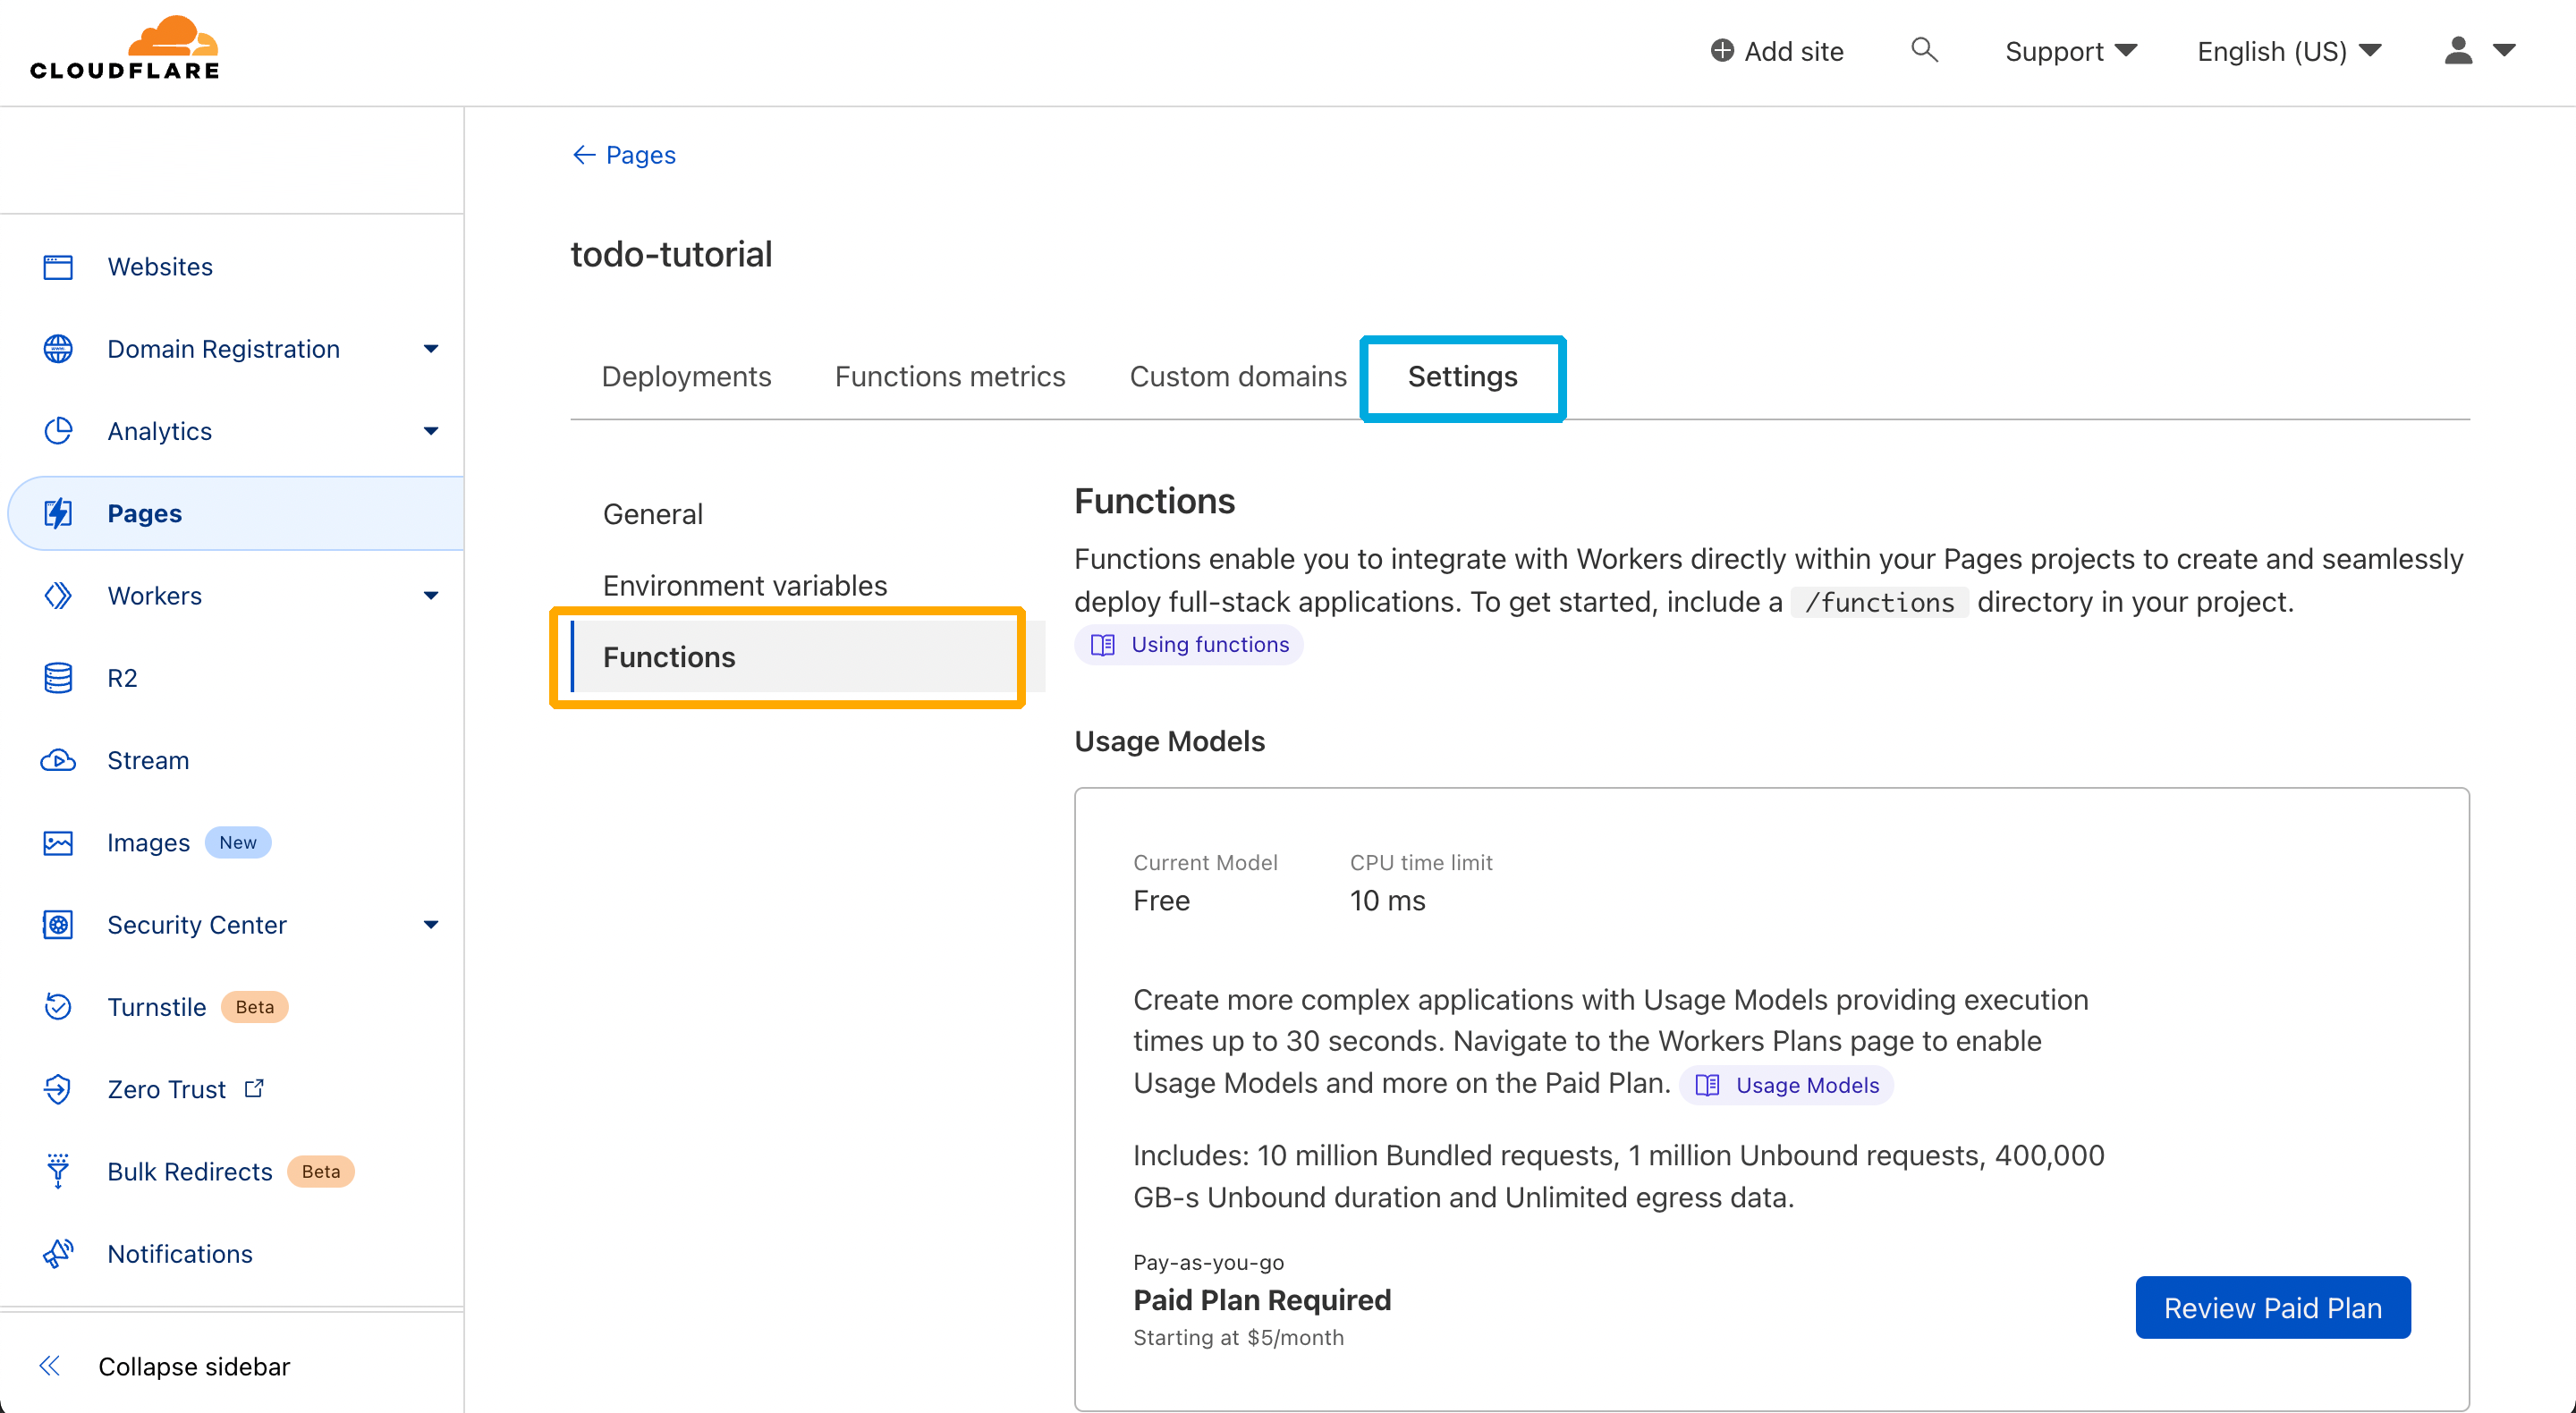 CLOUDFLARE
Add site
Support
English (US)
Websites
Domain Registration
Analytics
Pages
Workers
R2
Stream
Images New
Security Center
Turnstile Beta
Zero Trust
Bulk Redirects Beta
Notifications
Collapse sidebar
Pages
todo-tutorial
Deployments Functions metrics Custom domains Settings
General
Environment variables
Functions
Functions
Functions enable you to integrate with Workers directly within your Pages projects to create and seamlessly
deploy full-stack applications. To get started, include a /functions directory in your project.
Using functions
Usage Models
Current Model CPU time limit
Free 10 ms
Create more complex applications with Usage Models providing execution
times up to 30 seconds. Navigate to the Workers Plans page to enable
Usage Models and more on the Paid Plan. Usage Models
Includes: 10 million Bundled requests, 1 million Unbound requests, 400,000
GB-s Unbound duration and Unlimited egress data.
Pay-as-you-go
Paid Plan Required
Starting at $5/month
Review Paid Plan